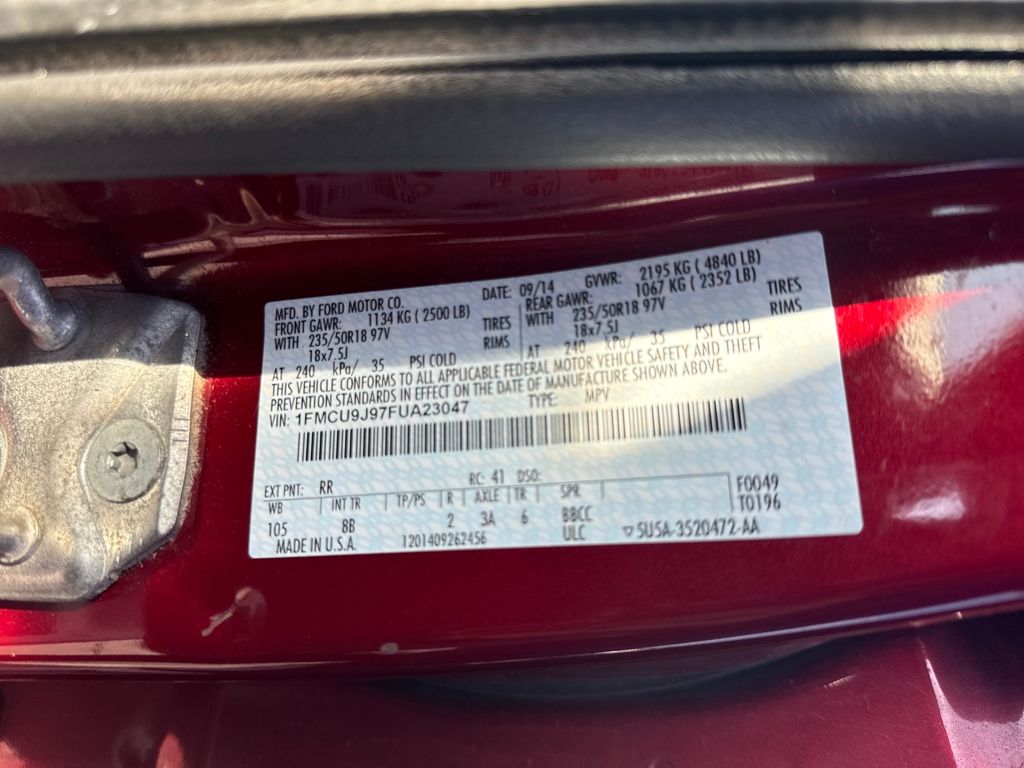 MFD. BY FORD MOTOR CO.
DATE: 09/14 GVWR: 2195 KG ( 4840 LB)
FRONT GAWR: 1134 KG ( 2500 LB)
WITH 235/50R18 97V TIRES
18x7.5J RIMS
AT 240 kPa/ 35 PSI COLD
REAR GAWR: 1067 KG ( 2352 LB)
WITH 235/50R18 97V TIRES
18x7.5J RIMS
AT 240 kPa/ 35 PSI COLD
THIS VEHICLE CONFORMS TO ALL APPLICABLE FEDERAL MOTOR VEHICLE SAFETY AND THEFT
PREVENTION STANDARDS IN EFFECT ON THE DATE OF MANUFACTURE SHOWN ABOVE.
VIN: 1FMCU9J97FUA23047 TYPE: MPV
EXT PNT: RR RC: 41 DSO:
WB INT TR TP/PS R AXLE TR SPR F0049
105 8B 2 3A 6 BBCC T0196
MADE IN U.S.A. 1201409262456 ULC 5U5A-3520472-AA